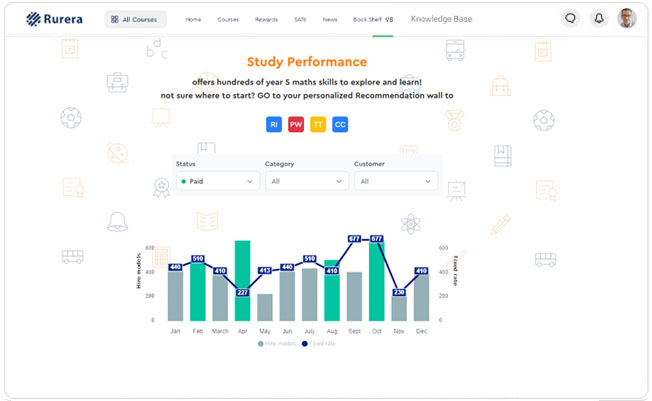 Rurera
All Courses
Home
Courses
Rewards
SATs
News
Book Shelf
Knowledge Base
Study Performance
offers hundreds of year 5 maths skills to explore and learn!
not sure where to start? GO to your personalized Recommendation wall to
RI PW TT CC
Status
Category
Customer
Paid
All
All
Hire models
600
400
200
0
440
510
410
227
413
440
510
410
677
677
230
410
600
400
200
0
Fixed rate
Jan Feb March Apr May Jun July Aug Sept Oct Nov Dec
Hire models
Fixed rate